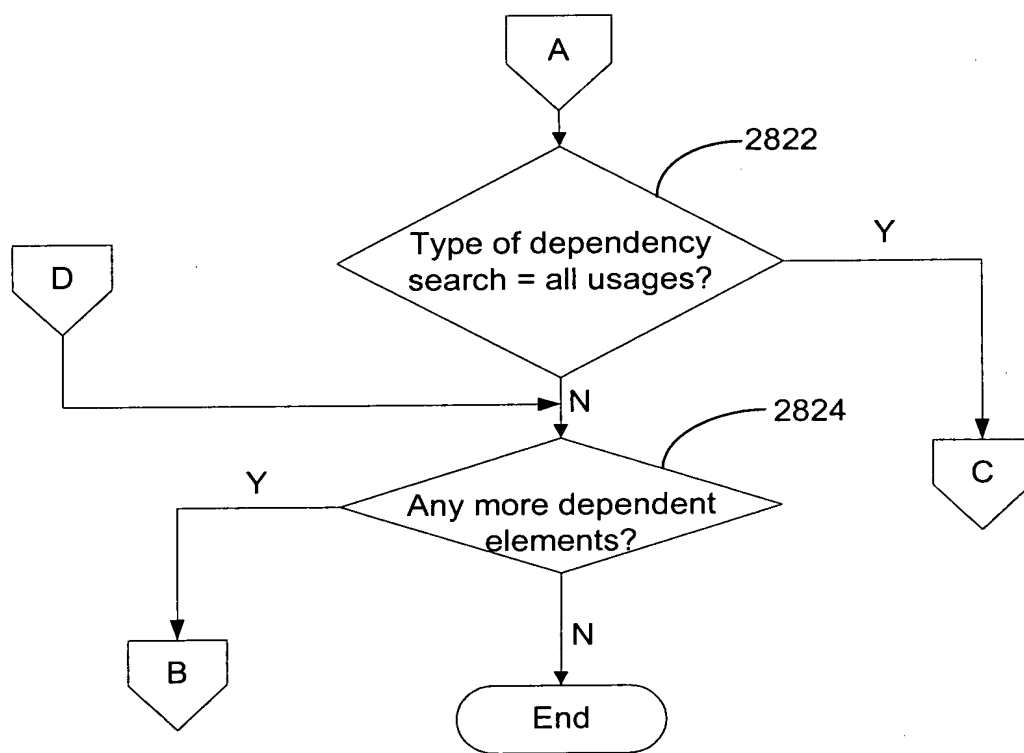 A
2822
Type of dependency
search = all usages?
Y
D
N
2824
Y
Any more dependent
elements?
C
N
B
End